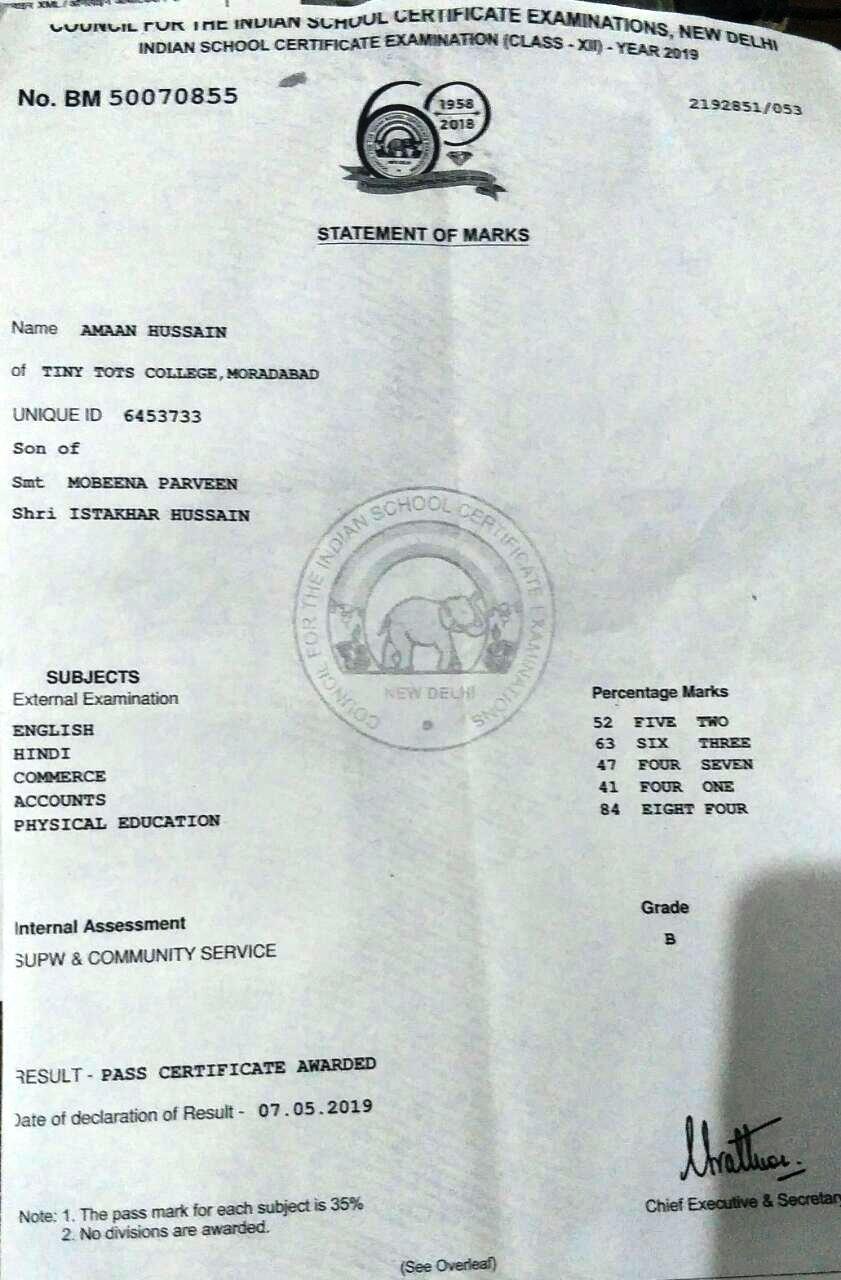 COUNCIL FOR THE INDIAN SCHOOL CERTIFICATE EXAMINATIONS, NEW DELHI
INDIAN SCHOOL CERTIFICATE EXAMINATION (CLASS - XII) - YEAR 2019
No. BM 50070855
2192851/053
1958
2018
STATEMENT OF MARKS
Name AMAAN HUSSAIN
of TINY TOTS COLLEGE, MORADABAD
UNIQUE ID 6453733
Son of
Smt MOBEENA PARVEEN
Shri ISTAKHAR HUSSAIN
COUNCIL FOR THE INDIAN SCHOOL CERTIFICATE EXAMINATIONS
NEW DELHI
SUBJECTS
External Examination Percentage Marks
ENGLISH 52 FIVE TWO
HINDI 63 SIX THREE
COMMERCE 47 FOUR SEVEN
ACCOUNTS 41 FOUR ONE
PHYSICAL EDUCATION 84 EIGHT FOUR
Internal Assessment Grade
SUPW & COMMUNITY SERVICE B
RESULT - PASS CERTIFICATE AWARDED
Date of declaration of Result - 07.05.2019
Chief Executive & Secretary
Note: 1. The pass mark for each subject is 35%
2. No divisions are awarded.
(See Overleaf)